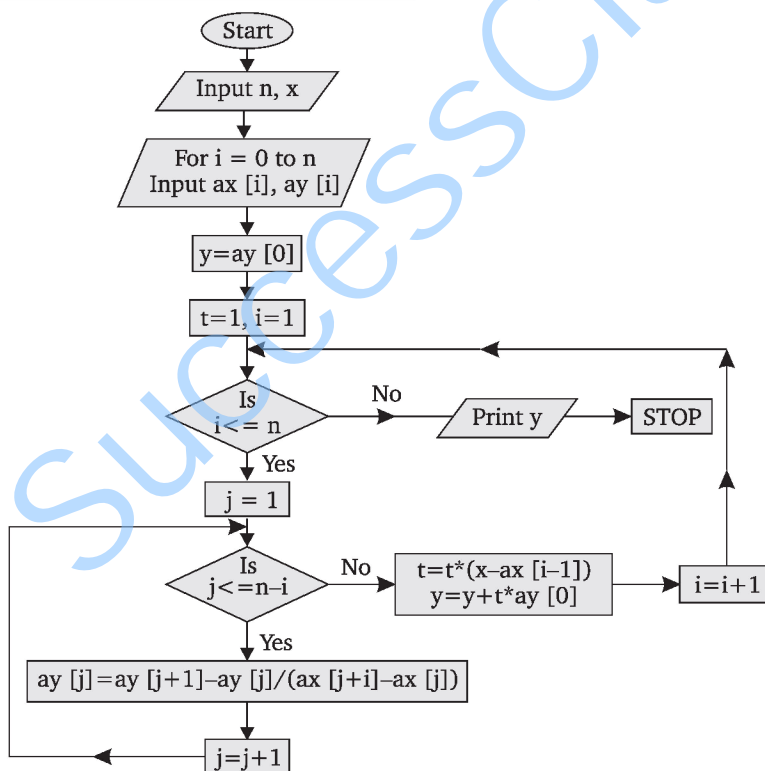 Start
Input n, x
For i = 0 to n
Input ax [i], ay [i]
y=ay [0]
t=1, i=1
Is
i<= n
No
Print y
STOP
Yes
j = 1
Is
j<=n–i
No
t=t*(x–ax [i–1])
y=y+t*ay [0]
i=i+1
Yes
ay [j]=ay [j+1]–ay [j]/(ax [j+i]–ax [j])
j=j+1